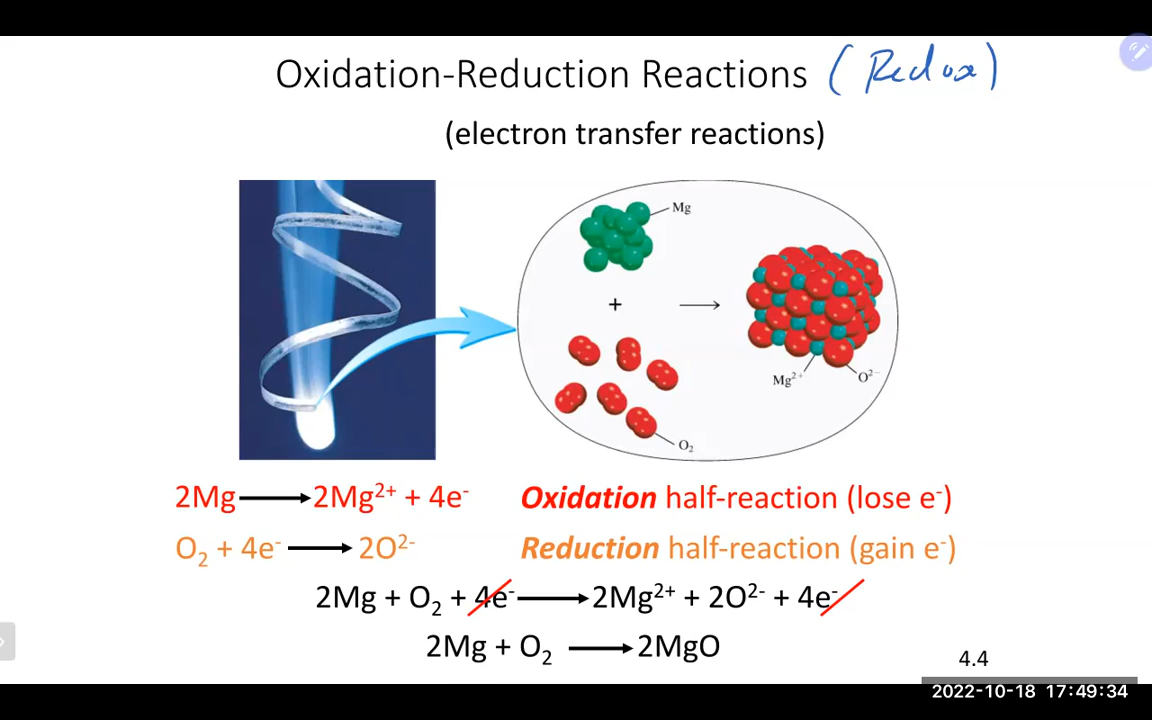 Oxidation-Reduction Reactions (Redox)
(electron transfer reactions)
Mg
+
Mg²⁺
O²⁻
O₂
2Mg ⟶ 2Mg²⁺ + 4e⁻ Oxidation half-reaction (lose e⁻)
O₂ + 4e⁻ ⟶ 2O²⁻ Reduction half-reaction (gain e⁻)
2Mg + O₂ + 4e⁻ ⟶ 2Mg²⁺ + 2O²⁻ + 4e⁻
2Mg + O₂ ⟶ 2MgO
4.4
2022-10-18 17:49:34